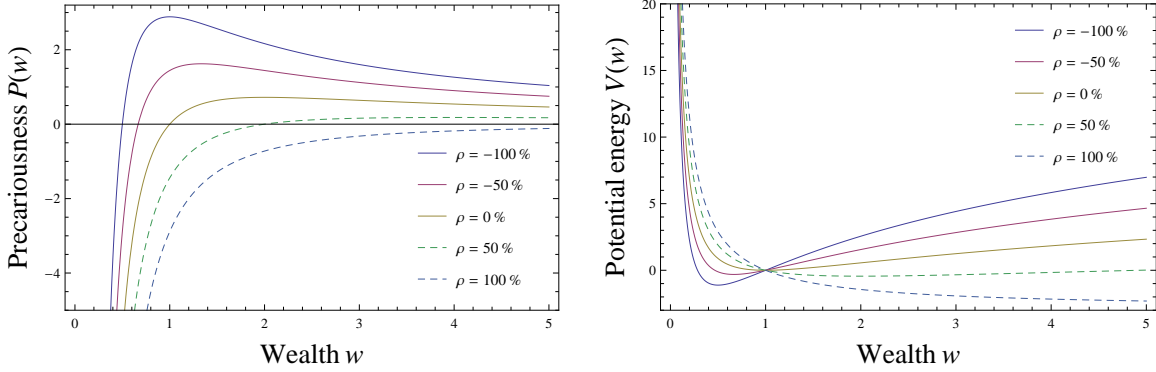 Precariousness P(w)
2
0
−2
−4
ρ = −100 %
ρ = −50 %
ρ = 0 %
ρ = 50 %
ρ = 100 %
0 1 2 3 4 5
Wealth w
Potential energy V(w)
20
15
10
5
0
ρ = −100 %
ρ = −50 %
ρ = 0 %
ρ = 50 %
ρ = 100 %
0 1 2 3 4 5
Wealth w